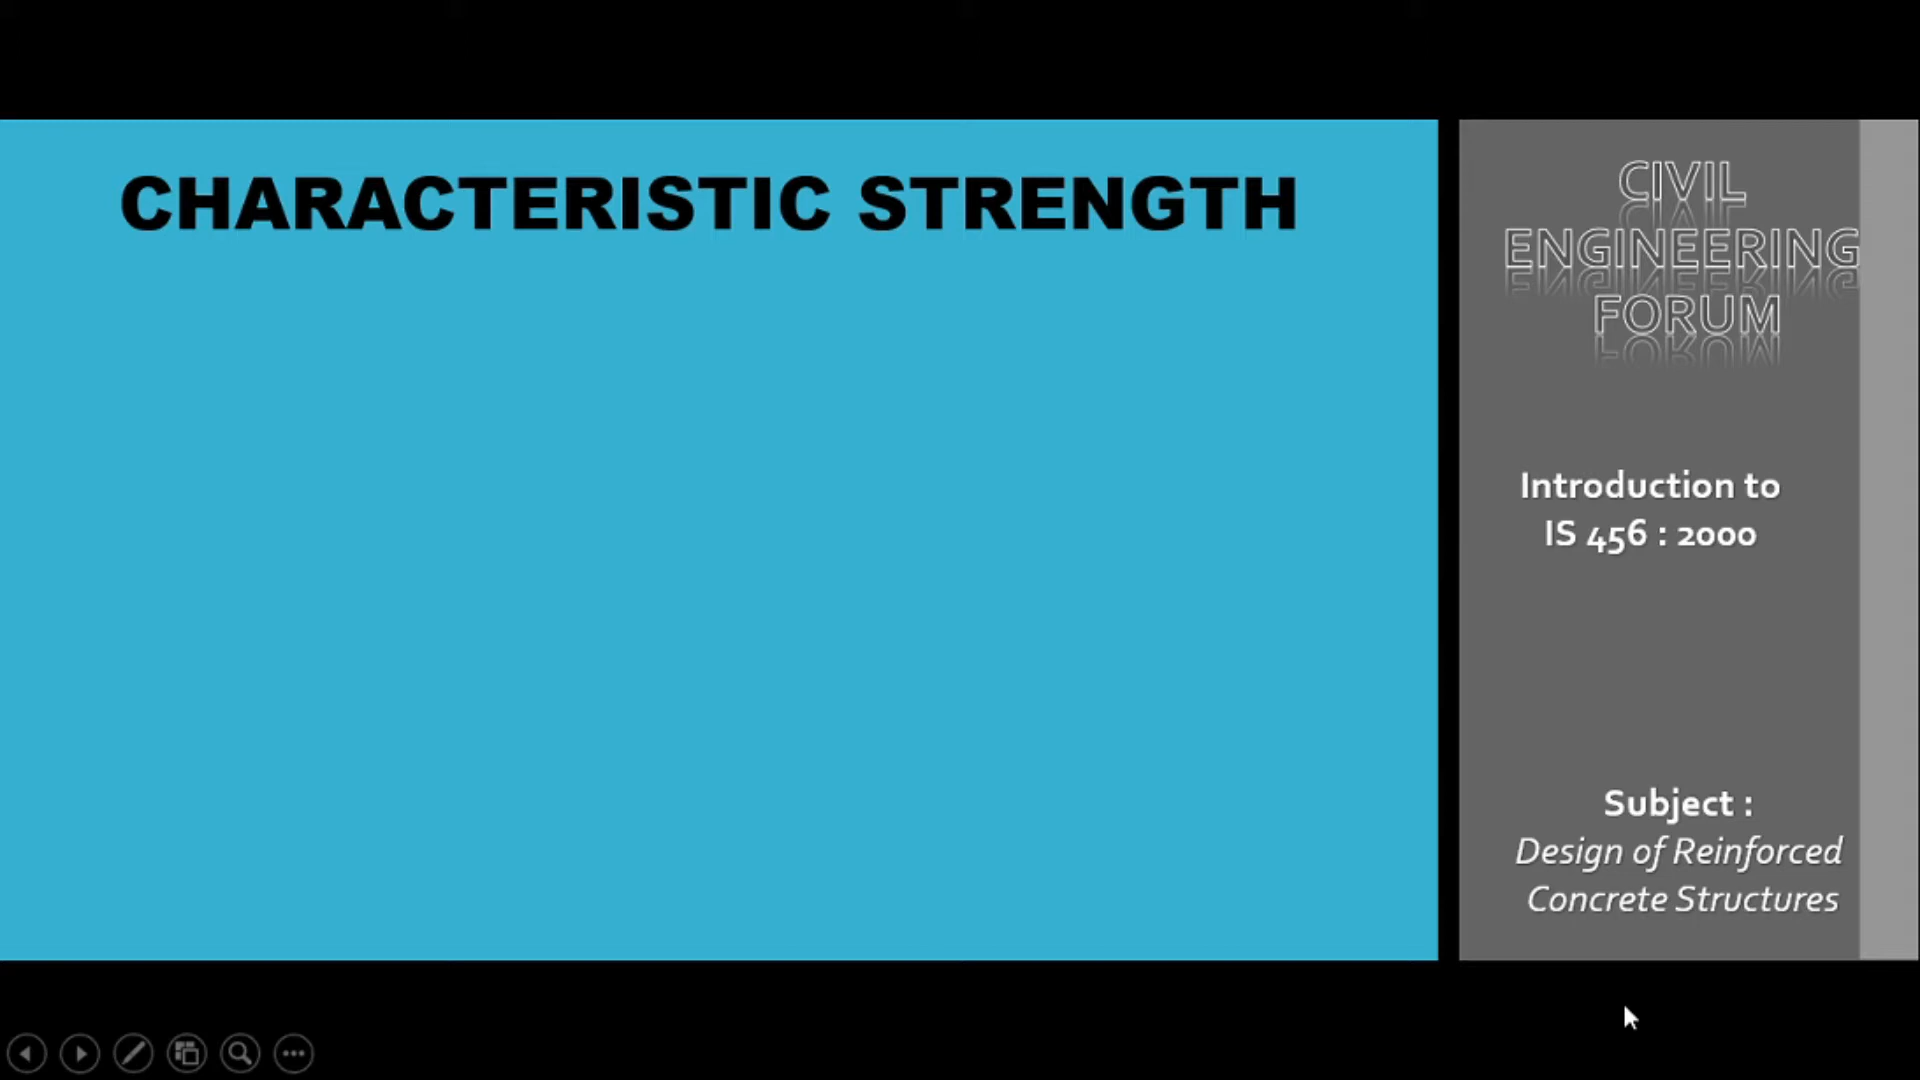 CHARACTERISTIC STRENGTH
CIVIL
ENGINEERING
FORUM
Introduction to
IS 456 : 2000
Subject :
Design of Reinforced
Concrete Structures